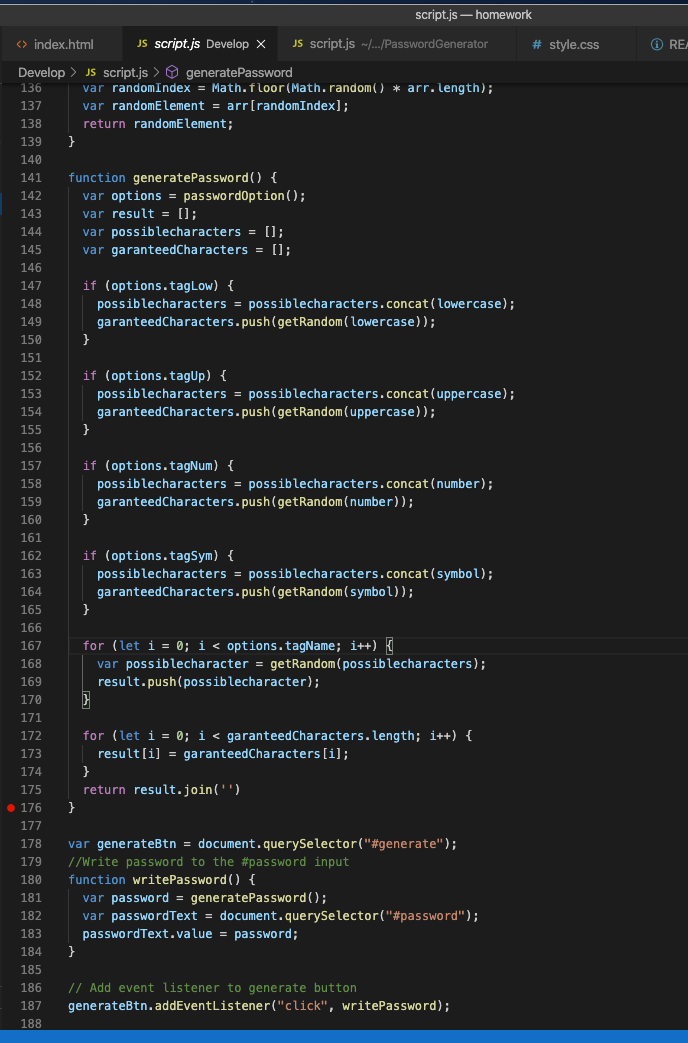 script.js — homework
<> index.html JS script.js Develop × JS script.js ~/.../PasswordGenerator # style.css ⓘ REA
Develop > JS script.js > generatePassword
136 var randomIndex = Math.floor(Math.random() * arr.length);
137 var randomElement = arr[randomIndex];
138 return randomElement;
139 }
140
141 function generatePassword() {
142 var options = passwordOption();
143 var result = [];
144 var possiblecharacters = [];
145 var garanteedCharacters = [];
146
147 if (options.tagLow) {
148 possiblecharacters = possiblecharacters.concat(lowercase);
149 garanteedCharacters.push(getRandom(lowercase));
150 }
151
152 if (options.tagUp) {
153 possiblecharacters = possiblecharacters.concat(uppercase);
154 garanteedCharacters.push(getRandom(uppercase));
155 }
156
157 if (options.tagNum) {
158 possiblecharacters = possiblecharacters.concat(number);
159 garanteedCharacters.push(getRandom(number));
160 }
161
162 if (options.tagSym) {
163 possiblecharacters = possiblecharacters.concat(symbol);
164 garanteedCharacters.push(getRandom(symbol));
165 }
166
167 for (let i = 0; i < options.tagName; i++) {
168 var possiblecharacter = getRandom(possiblecharacters);
169 result.push(possiblecharacter);
170 }
171
172 for (let i = 0; i < garanteedCharacters.length; i++) {
173 result[i] = garanteedCharacters[i];
174 }
175 return result.join('')
176 }
177
178 var generateBtn = document.querySelector("#generate");
179 //Write password to the #password input
180 function writePassword() {
181 var password = generatePassword();
182 var passwordText = document.querySelector("#password");
183 passwordText.value = password;
184 }
185
186 // Add event listener to generate button
187 generateBtn.addEventListener("click", writePassword);
188